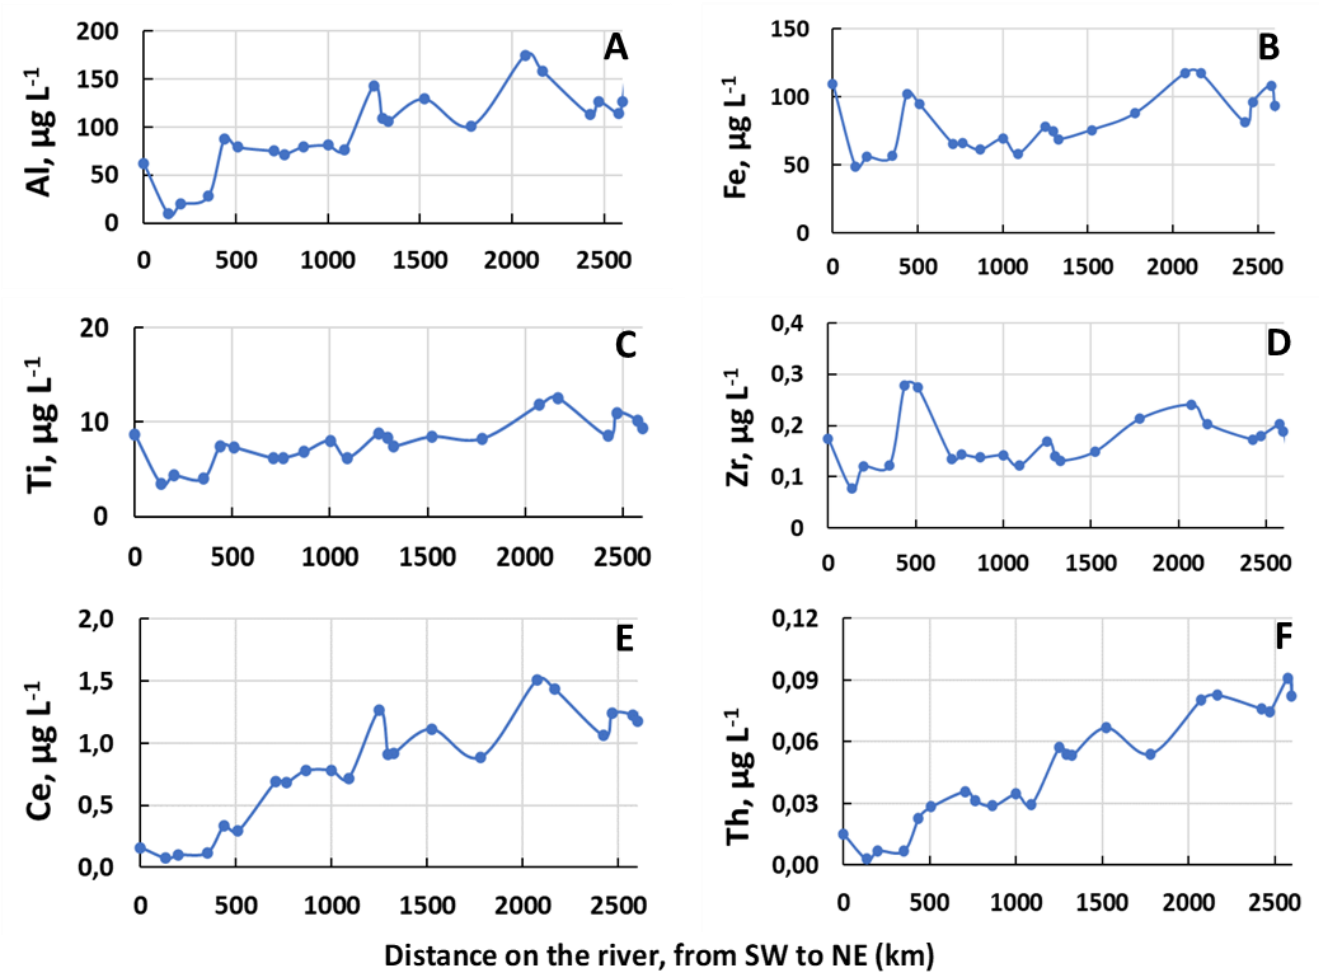 A
Al, µg L-1
200
150
100
50
0
0 500 1000 1500 2000 2500
B
Fe, µg L-1
150
100
50
0
0 500 1000 1500 2000 2500
C
Ti, µg L-1
20
10
0
0 500 1000 1500 2000 2500
D
Zr, µg L-1
0,4
0,3
0,2
0,1
0
0 500 1000 1500 2000 2500
E
Ce, µg L-1
2,0
1,5
1,0
0,5
0,0
0 500 1000 1500 2000 2500
F
Th, µg L-1
0,12
0,09
0,06
0,03
0,00
0 500 1000 1500 2000 2500
Distance on the river, from SW to NE (km)